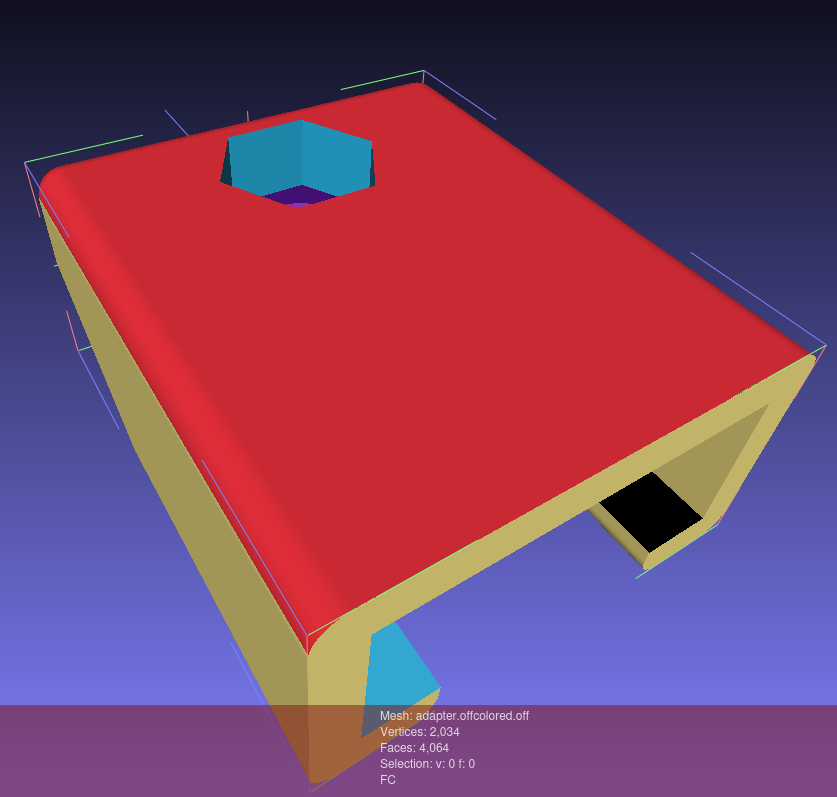 Mesh: adapter.offcolored.off
Vertices: 2,034
Faces: 4,064
Selection: v: 0 f: 0
FC